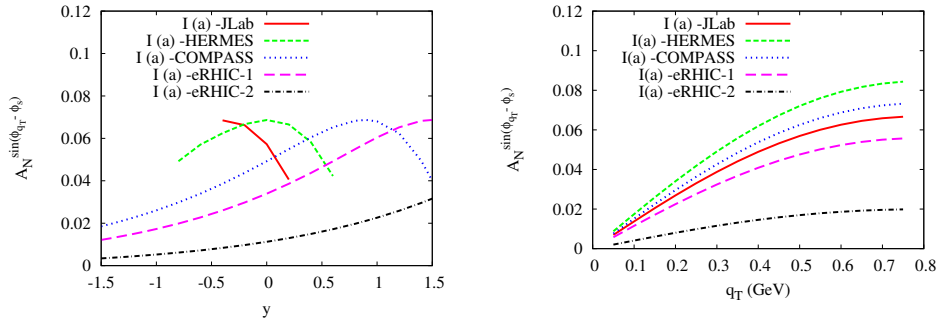 A_N^sin(ϕ_qT - ϕ_s)
0.12
0.1
0.08
0.06
0.04
0.02
0
I (a) -JLab
I (a) -HERMES
I (a) -COMPASS
I (a) -eRHIC-1
I (a) -eRHIC-2
-1.5 -1 -0.5 0 0.5 1 1.5
y
A_N^sin(ϕ_qT - ϕ_s)
0.12
0.1
0.08
0.06
0.04
0.02
0
I (a) -JLab
I(a) -HERMES
I(a) -COMPASS
I(a) -eRHIC-1
I(a) -eRHIC-2
0 0.1 0.2 0.3 0.4 0.5 0.6 0.7 0.8
q_T (GeV)